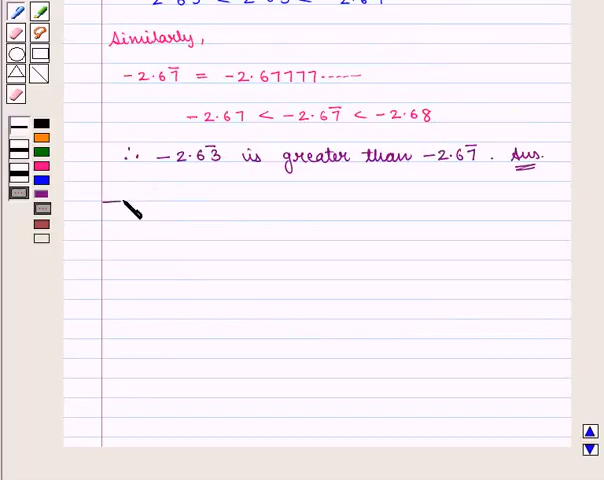 Similarly,
-2.67̅ = -2.67777-----
-2.67 < -2.67̅ < -2.68
∴ -2.63̅ is greater than -2.67̅ . Ans.